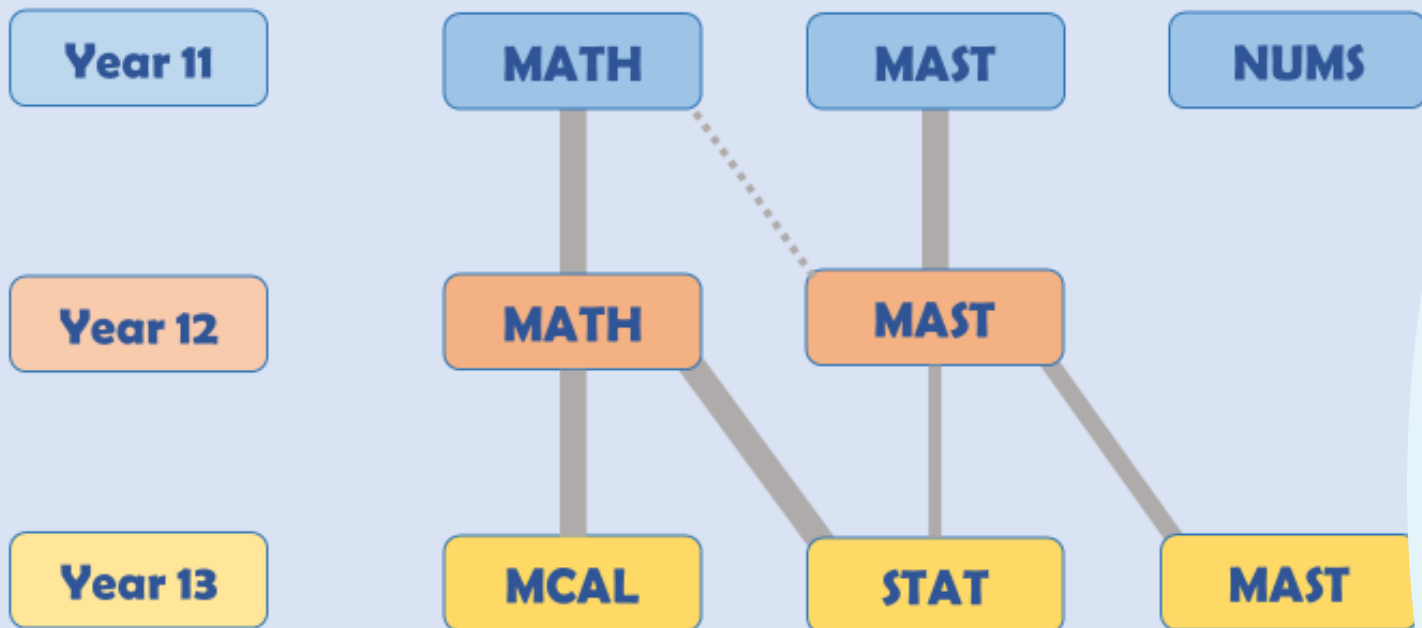 Year 11
MATH
MAST
NUMS
Year 12
MATH
MAST
Year 13
MCAL
STAT
MAST